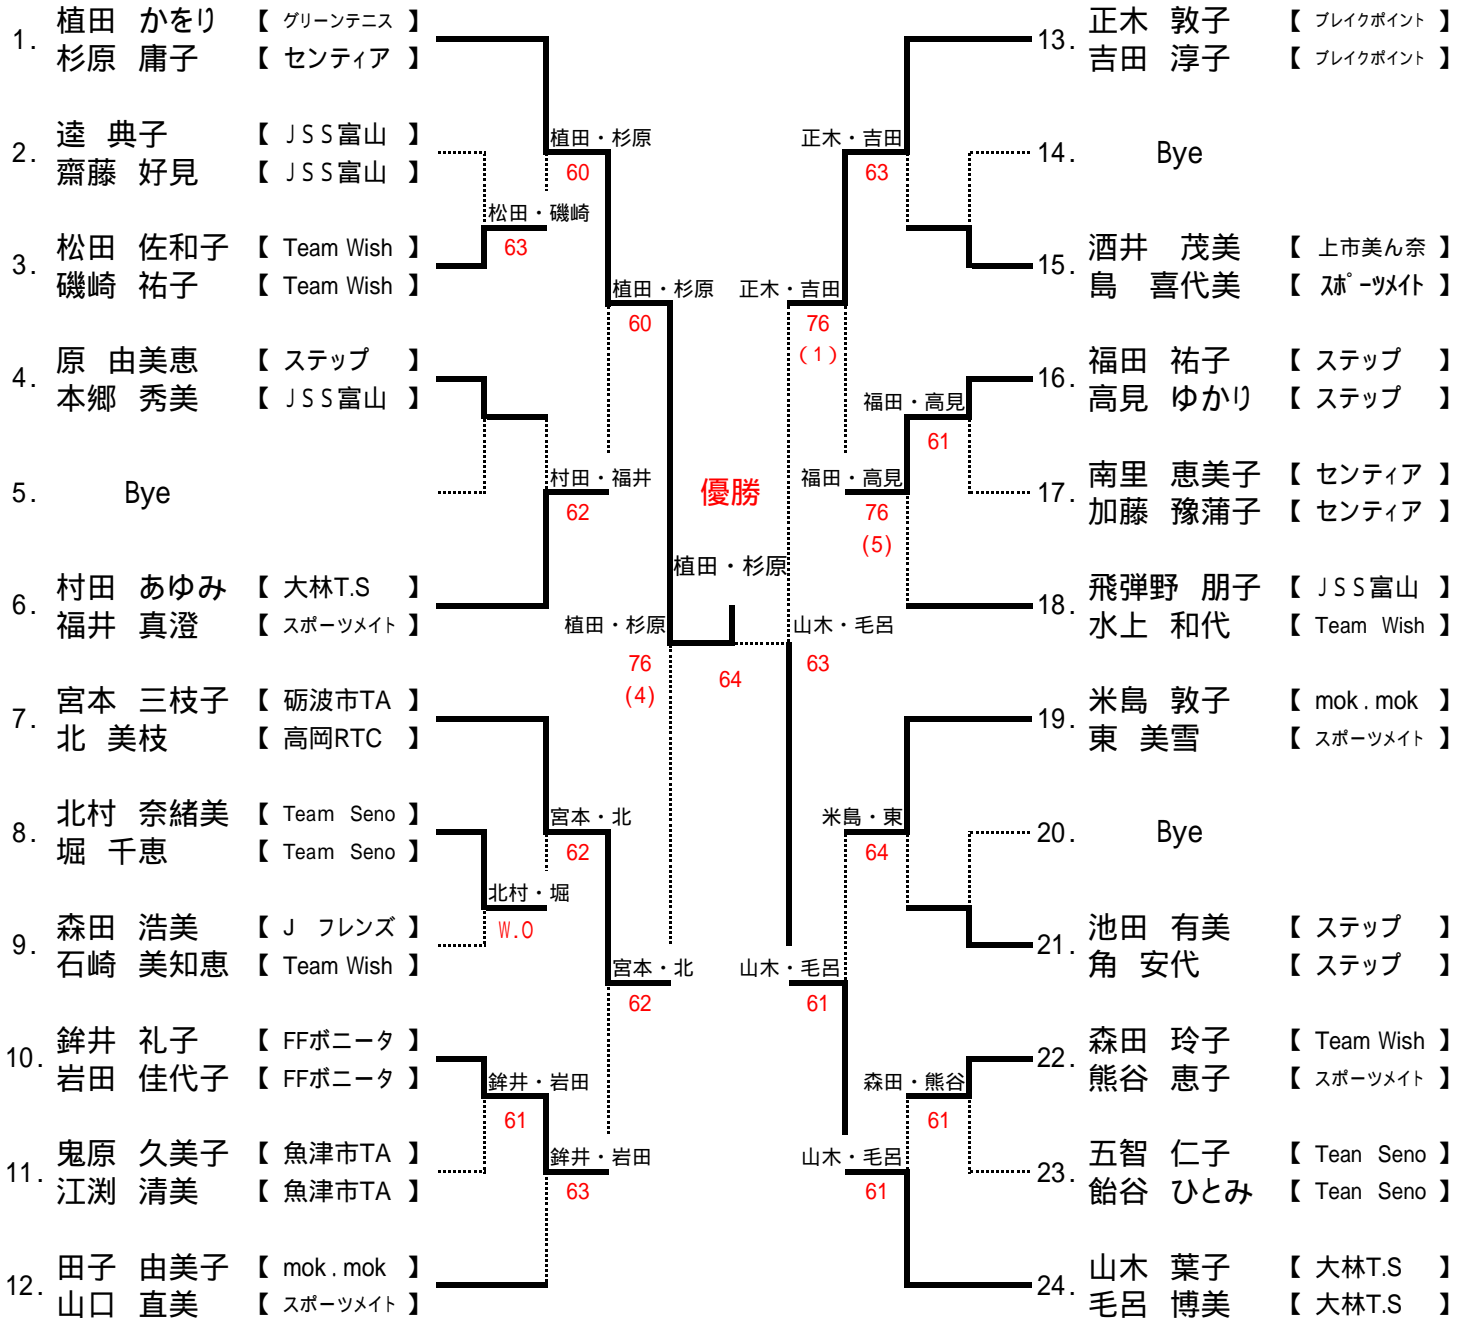 1. 植田 かをり 【 グリーンテニス 】
杉原 庸子 【 センティア 】
2. 逵 典子 【 JSS富山 】
齋藤 好見 【 JSS富山 】
3. 松田 佐和子 【 Team Wish 】
磯崎 祐子 【 Team Wish 】
4. 原 由美恵 【 ステップ 】
本郷 秀美 【 JSS富山 】
5. Bye
6. 村田 あゆみ 【 大林T.S 】
福井 真澄 【 スポーツメイト 】
7. 宮本 三枝子 【 砺波市TA 】
北 美枝 【 高岡RTC 】
8. 北村 奈緒美 【 Team Seno 】
堀 千恵 【 Team Seno 】
9. 森田 浩美 【 J フレンズ 】
石崎 美知恵 【 Team Wish 】
10. 鉾井 礼子 【 FFボニータ 】
岩田 佳代子 【 FFボニータ 】
11. 鬼原 久美子 【 魚津市TA 】
江渕 清美 【 魚津市TA 】
12. 田子 由美子 【 mok.mok 】
山口 直美 【 スポーツメイト 】
松田・磯崎
63
北村・堀
W.O
鉾井・岩田
61
植田・杉原
60
村田・福井
62
宮本・北
62
鉾井・岩田
63
植田・杉原
60
宮本・北
62
植田・杉原
76
(4)
優勝
植田・杉原
64
山木・毛呂
63
正木・吉田
76
(1)
山木・毛呂
61
正木・吉田
63
福田・高見
76
(5)
米島・東
64
山木・毛呂
61
福田・高見
61
森田・熊谷
61
13. 正木 敦子 【 ブレイクポイント 】
吉田 淳子 【 ブレイクポイント 】
14. Bye
15. 酒井 茂美 【 上市美ん奈 】
島 喜代美 【 スポーツメイト 】
16. 福田 祐子 【 ステップ 】
高見 ゆかり 【 ステップ 】
17. 南里 恵美子 【 センティア 】
加藤 豫蒲子 【 センティア 】
18. 飛弾野 朋子 【 JSS富山 】
水上 和代 【 Team Wish 】
19. 米島 敦子 【 mok.mok 】
東 美雪 【 スポーツメイト 】
20. Bye
21. 池田 有美 【 ステップ 】
角 安代 【 ステップ 】
22. 森田 玲子 【 Team Wish 】
熊谷 恵子 【 スポーツメイト 】
23. 五智 仁子 【 Tean Seno 】
飴谷 ひとみ 【 Tean Seno 】
24. 山木 葉子 【 大林T.S 】
毛呂 博美 【 大林T.S 】